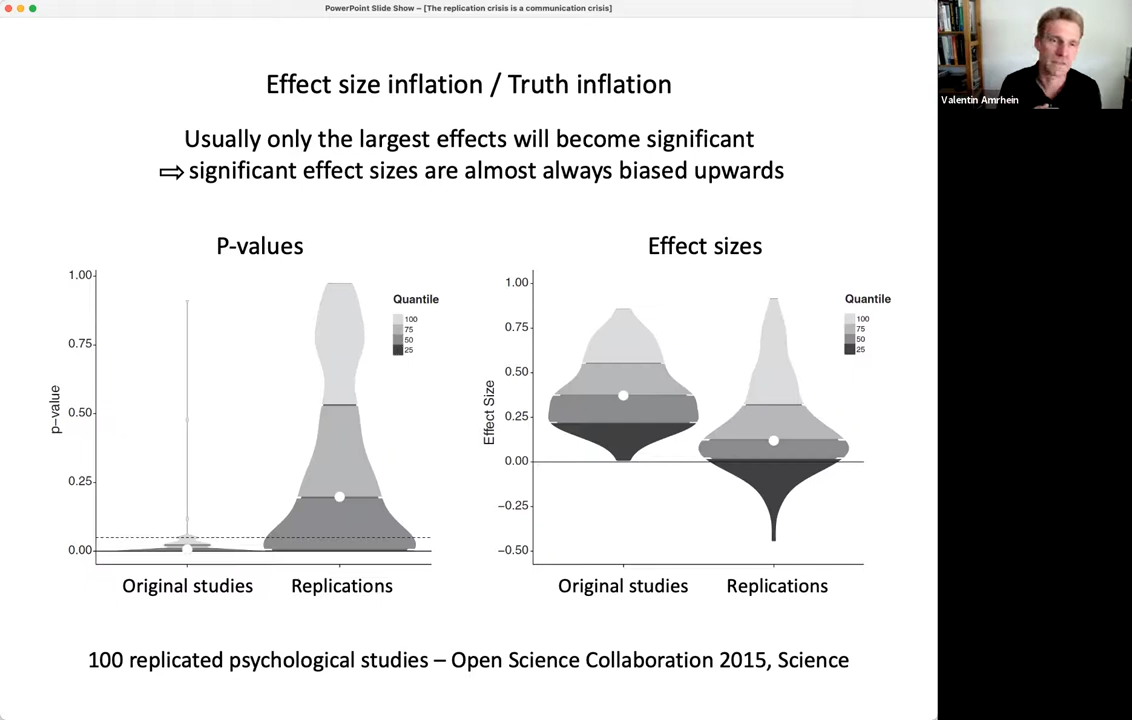 PowerPoint Slide Show – [The replication crisis is a communication crisis]
Valentin Amrhein
Effect size inflation / Truth inflation
Usually only the largest effects will become significant
⇨ significant effect sizes are almost always biased upwards
P-values
1.00
0.75
0.50
0.25
0.00
p−value
Quantile
100
75
50
25
Original studies
Replications
Effect sizes
1.00
0.75
0.50
0.25
0.00
−0.25
−0.50
Effect Size
Quantile
100
75
50
25
Original studies
Replications
100 replicated psychological studies – Open Science Collaboration 2015, Science